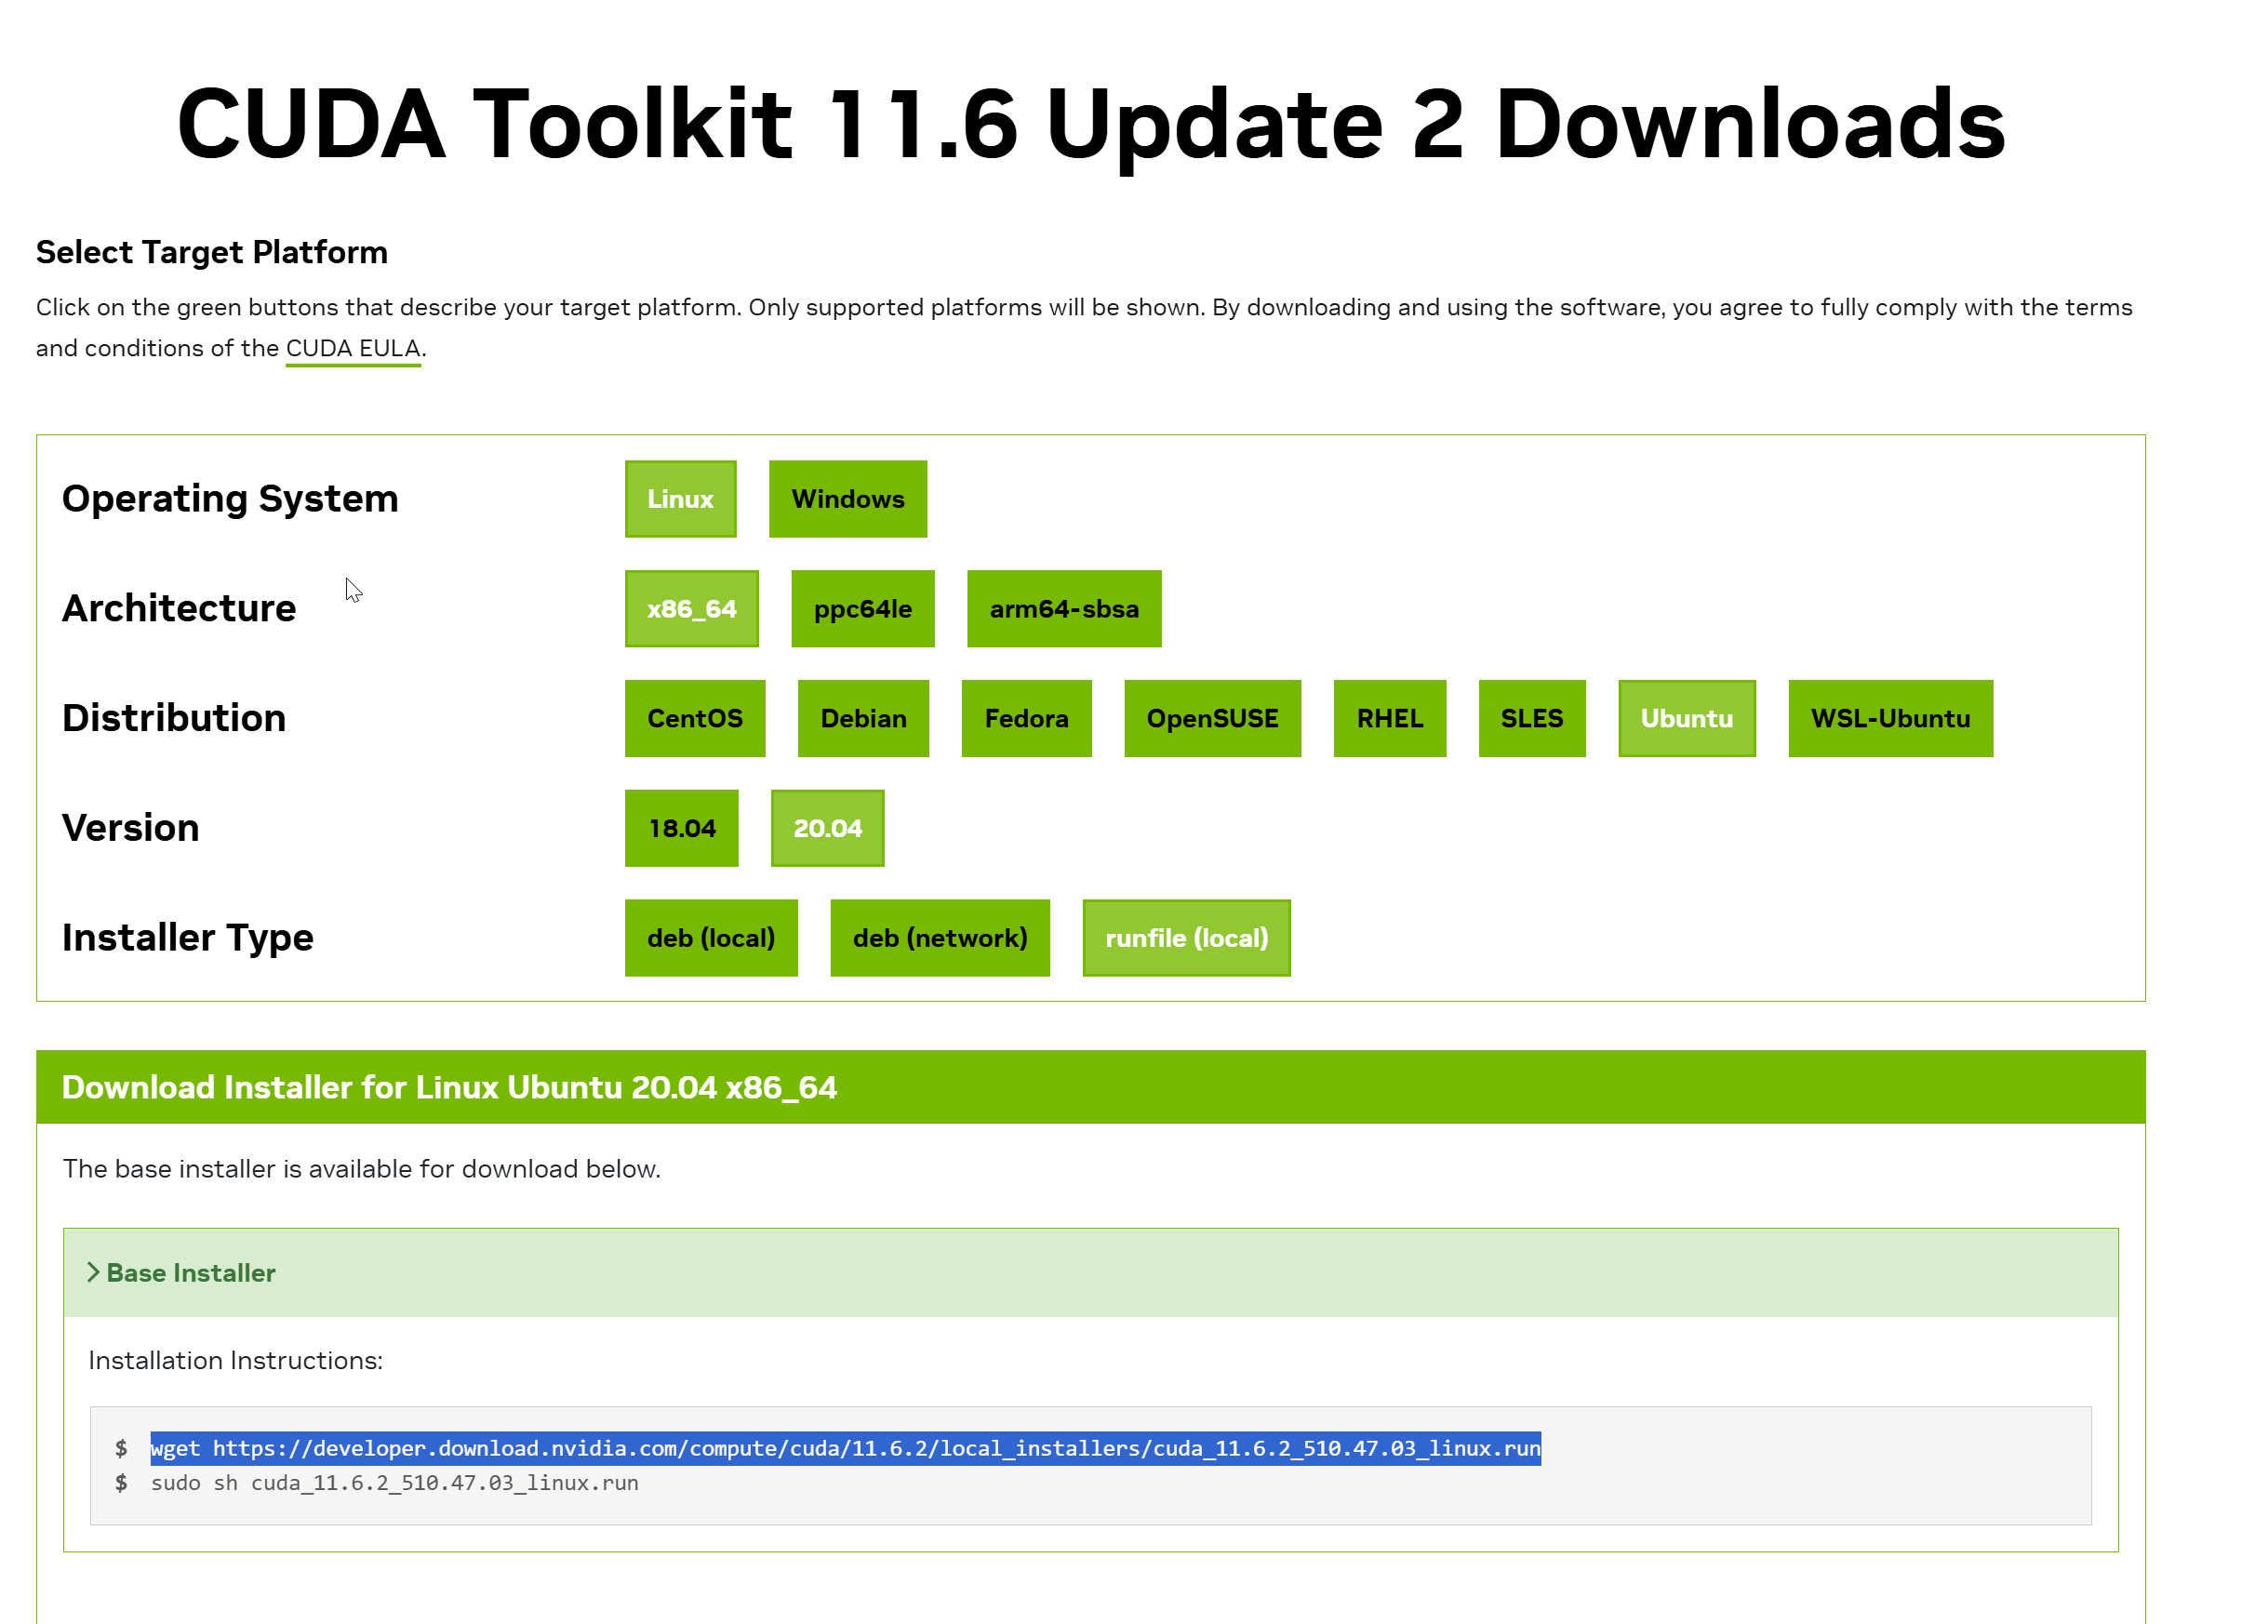 CUDA Toolkit 11.6 Update 2 Downloads
Select Target Platform
Click on the green buttons that describe your target platform. Only supported platforms will be shown. By downloading and using the software, you agree to fully comply with the terms
and conditions of the CUDA EULA.
Operating System Linux Windows
Architecture x86_64 ppc64le arm64-sbsa
Distribution CentOS Debian Fedora OpenSUSE RHEL SLES Ubuntu WSL-Ubuntu
Version 18.04 20.04
Installer Type deb (local) deb (network) runfile (local)
Download Installer for Linux Ubuntu 20.04 x86_64
The base installer is available for download below.
Base Installer
Installation Instructions:
$ wget https://developer.download.nvidia.com/compute/cuda/11.6.2/local_installers/cuda_11.6.2_510.47.03_linux.run
$ sudo sh cuda_11.6.2_510.47.03_linux.run